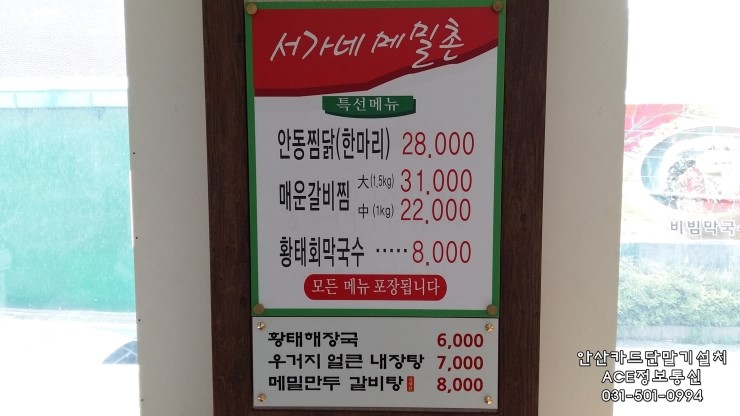 서가네 메밀촌
특선메뉴
안동찜닭(한마리) 28.000
매운갈비찜 大(1.5kg) 31.000
中(1kg) 22.000
황태회막국수 ····· 8.000
모든 메뉴 포장됩니다
황태해장국 6,000
우거지 얼큰 내장탕 7,000
메밀만두 갈비탕 8,000
비빔막국수
안산카드단말기설치
ACE정보통신
031-501-0994